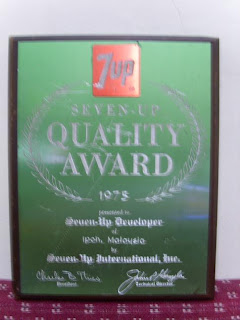 7up
SEVEN-UP
QUALITY
AWARD
1975
presented to
Seven-Up Developer
of
Ipoh, Malaysia
by
Seven-Up International, Inc.
President
Technical Director